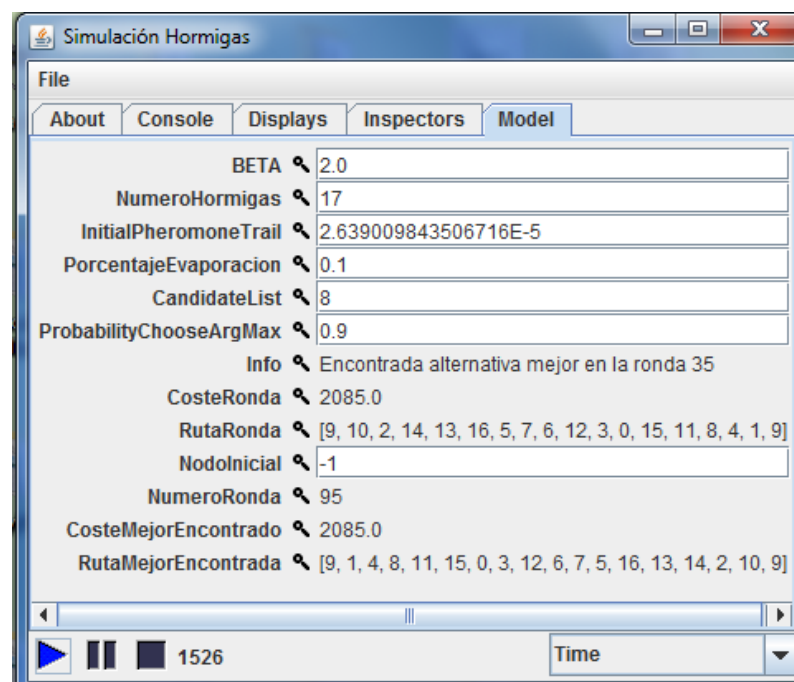 Simulación Hormigas
File
About Console Displays Inspectors Model
BETA 2.0
NumeroHormigas 17
InitialPheromoneTrail 2.639009843506716E-5
PorcentajeEvaporacion 0.1
CandidateList 8
ProbabilityChooseArgMax 0.9
Info Encontrada alternativa mejor en la ronda 35
CosteRonda 2085.0
RutaRonda [9, 10, 2, 14, 13, 16, 5, 7, 6, 12, 3, 0, 15, 11, 8, 4, 1, 9]
NodoInicial -1
NumeroRonda 95
CosteMejorEncontrado 2085.0
RutaMejorEncontrada [9, 1, 4, 8, 11, 15, 0, 3, 12, 6, 7, 5, 16, 13, 14, 2, 10, 9]
1526 Time